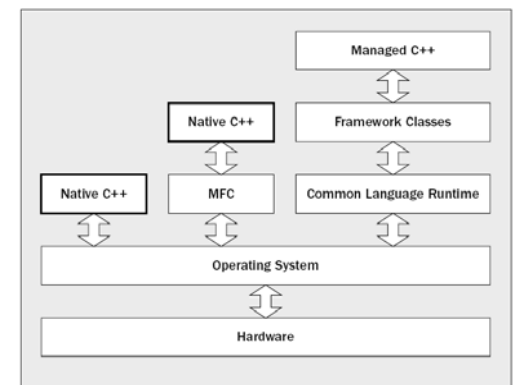 Managed C++
Native C++
Framework Classes
Native C++
MFC
Common Language Runtime
Operating System
Hardware